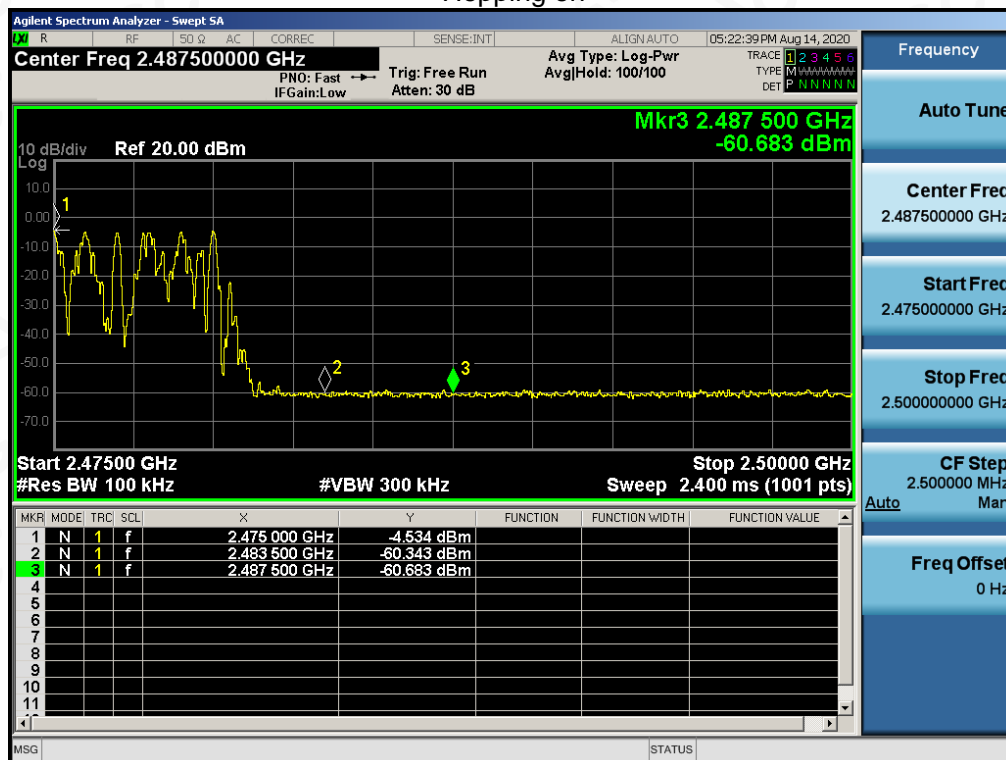 Hopping on
Agilent Spectrum Analyzer - Swept SA
LXI R RF 50 Ω AC CORREC SENSE:INT ALIGN AUTO 05:22:39 PM Aug 14, 2020
Center Freq 2.487500000 GHz
PNO: Fast
IFGain:Low
Trig: Free Run
Atten: 30 dB
Avg Type: Log-Pwr
Avg|Hold: 100/100
TRACE 1 2 3 4 5 6
TYPE M
DET P N N N N N
Mkr3 2.487 500 GHz
-60.683 dBm
10 dB/div Ref 20.00 dBm
Log
10.0
0.00
-10.0
-20.0
-30.0
-40.0
-50.0
-60.0
-70.0
1
2
3
Start 2.47500 GHz Stop 2.50000 GHz
#Res BW 100 kHz #VBW 300 kHz Sweep 2.400 ms (1001 pts)
MKR MODE TRC SCL X Y FUNCTION FUNCTION WIDTH FUNCTION VALUE
1 N 1 f 2.475 000 GHz -4.534 dBm
2 N 1 f 2.483 500 GHz -60.343 dBm
3 N 1 f 2.487 500 GHz -60.683 dBm
4
5
6
7
8
9
10
11
MSG STATUS
Frequency
Auto Tune
Center Freq
2.487500000 GHz
Start Freq
2.475000000 GHz
Stop Freq
2.500000000 GHz
CF Step
2.500000 MHz
Auto Man
Freq Offset
0 Hz